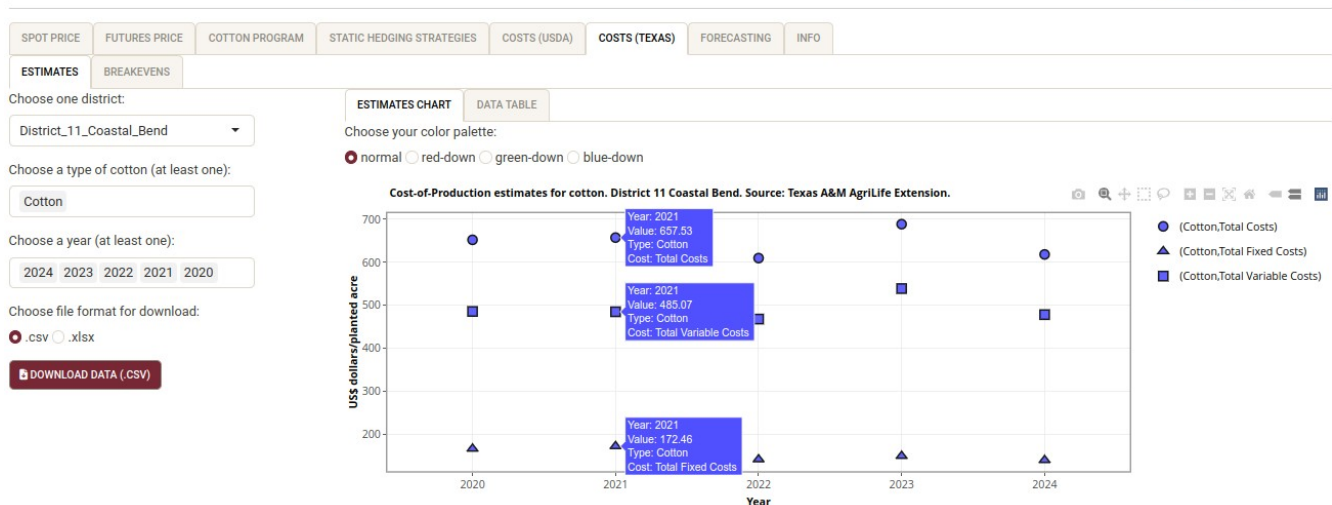 SPOT PRICE FUTURES PRICE COTTON PROGRAM STATIC HEDGING STRATEGIES COSTS (USDA) COSTS (TEXAS) FORECASTING INFO
ESTIMATES BREAKEVENS
Choose one district:
District_11_Coastal_Bend
Choose a type of cotton (at least one):
Cotton
Choose a year (at least one):
2024 2023 2022 2021 2020
Choose file format for download:
.csv .xlsx
DOWNLOAD DATA (.CSV)
ESTIMATES CHART DATA TABLE
Choose your color palette:
normal red-down green-down blue-down
Cost-of-Production estimates for cotton. District 11 Coastal Bend. Source: Texas A&M AgriLife Extension.
US$ dollars/planted acre
700
600
500
400
300
200
Year: 2021
Value: 657.53
Type: Cotton
Cost: Total Costs
Year: 2021
Value: 485.07
Type: Cotton
Cost: Total Variable Costs
Year: 2021
Value: 172.46
Type: Cotton
Cost: Total Fixed Costs
2020 2021 2022 2023 2024
Year
(Cotton,Total Costs)
(Cotton,Total Fixed Costs)
(Cotton,Total Variable Costs)